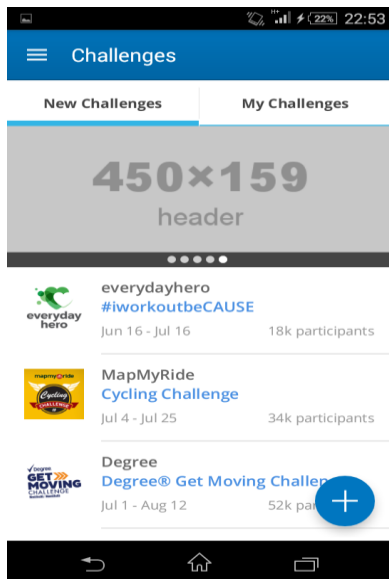 22% 22:53
Challenges
New Challenges My Challenges
450×159
header
everydayhero
#iworkoutbeCAUSE
Jun 16 - Jul 16 18k participants
everyday
hero
MapMyRide
Cycling Challenge
Jul 4 - Jul 25 34k participants
mapmyride
Cycling
CHALLENGE
Degree
Degree® Get Moving Challen
Jul 1 - Aug 12 52k pa
Degree
GET
MOVING
CHALLENGE